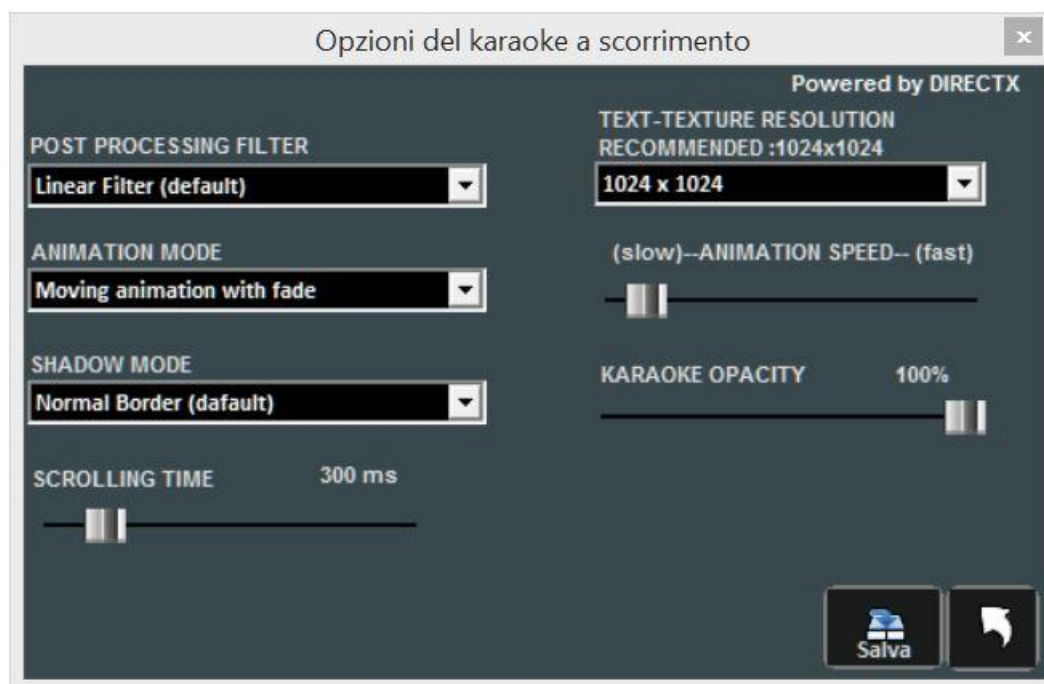 Opzioni del karaoke a scorrimento
Powered by DIRECTX
POST PROCESSING FILTER
Linear Filter (default)
TEXT-TEXTURE RESOLUTION
RECOMMENDED :1024x1024
1024 x 1024
ANIMATION MODE
Moving animation with fade
(slow)--ANIMATION SPEED-- (fast)
SHADOW MODE
Normal Border (dafault)
KARAOKE OPACITY 100%
SCROLLING TIME 300 ms
Salva